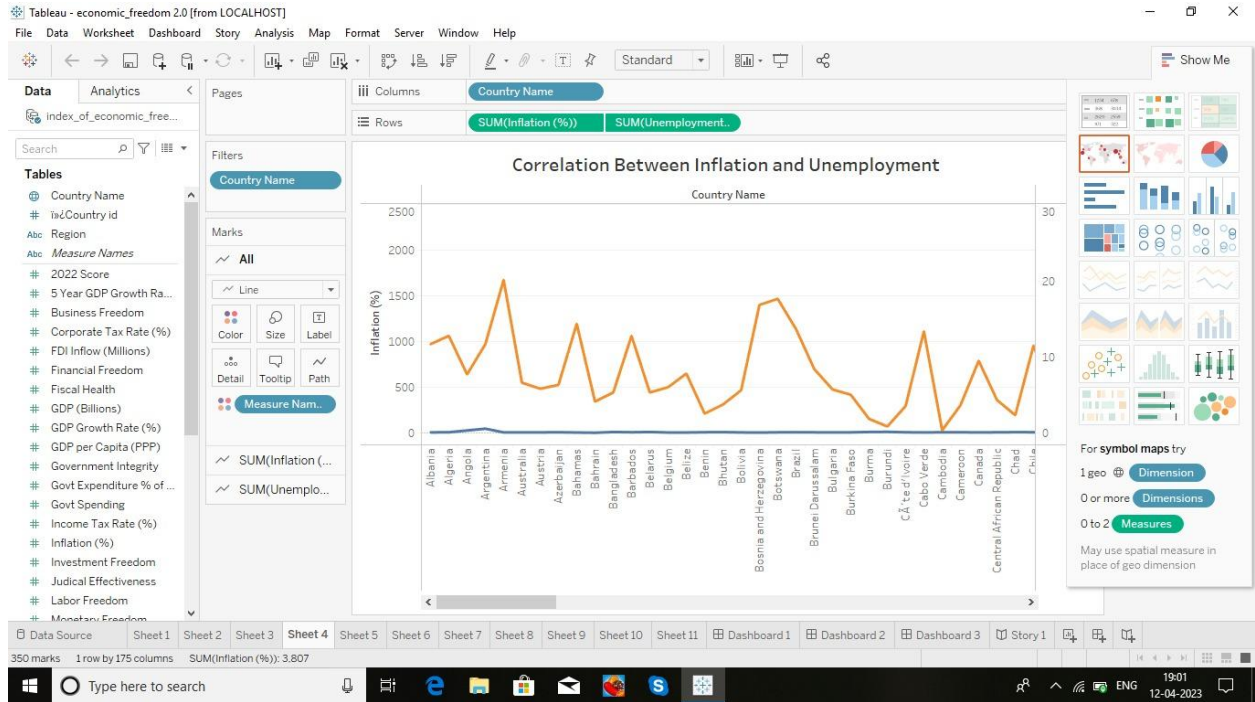 Tableau - economic_freedom 2.0 [from LOCALHOST]
File Data Worksheet Dashboard Story Analysis Map Format Server Window Help
Standard
Show Me
Data Analytics
index_of_economic_free...
Search
Tables
Country Name
ï»¿Country id
Abc Region
Abc Measure Names
2022 Score
5 Year GDP Growth Ra...
Business Freedom
Corporate Tax Rate (%)
FDI Inflow (Millions)
Financial Freedom
Fiscal Health
GDP (Billions)
GDP Growth Rate (%)
GDP per Capita (PPP)
Government Integrity
Govt Expenditure % of ...
Govt Spending
Income Tax Rate (%)
Inflation (%)
Investment Freedom
Judical Effectiveness
Labor Freedom
Monetary Freedom
Pages
Filters
Country Name
Marks
All
Line
Color Size Label
Detail Tooltip Path
Measure Nam..
SUM(Inflation (...
SUM(Unemplo...
Columns Country Name
Rows SUM(Inflation (%)) SUM(Unemployment..
Correlation Between Inflation and Unemployment
Country Name
Inflation (%)
2500
2000
1500
1000
500
0
30
20
10
0
Albania
Algeria
Angola
Argentina
Armenia
Australia
Austria
Azerbaijan
Bahamas
Bahrain
Bangladesh
Barbados
Belarus
Belgium
Belize
Benin
Bhutan
Bolivia
Bosnia and Herzegovina
Botswana
Brazil
Brunei Darussalam
Bulgaria
Burkina Faso
Burma
Burundi
CÃ´te d'Ivoire
Cabo Verde
Cambodia
Cameroon
Canada
Central African Republic
Chad
Chile
For symbol maps try
1 geo Dimension
0 or more Dimensions
0 to 2 Measures
May use spatial measure in
place of geo dimension
Data Source Sheet 1 Sheet 2 Sheet 3 Sheet 4 Sheet 5 Sheet 6 Sheet 7 Sheet 8 Sheet 9 Sheet 10 Sheet 11 Dashboard 1 Dashboard 2 Dashboard 3 Story 1
350 marks 1 row by 175 columns SUM(Inflation (%)): 3,807
Type here to search
ENG
19:01
12-04-2023